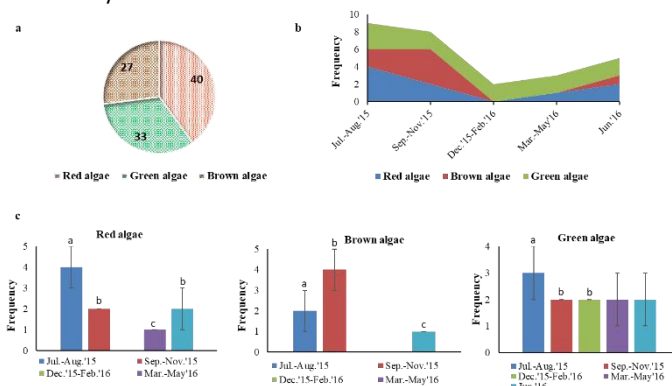 a
27
40
33
Red algae Green algae Brown algae
b
Frequency
10
8
6
4
2
0
Jul.-Aug.'15
Sep.-Nov.'15
Dec.'15-Feb.'16
Mar.-May'16
Jun.'16
Red algae Brown algae Green algae
c
Red algae
Frequency
5
4
3
2
1
0
a
b
c
b
Jul.-Aug.'15 Sep.-Nov.'15
Dec.'15-Feb.'16 Mar.-May'16
Brown algae
Frequency
5
4
3
2
1
0
a
b
c
Jul.-Aug.'15 Sep.-Nov.'15
Dec.'15-Feb.'16 Mar.-May'16
Green algae
Frequency
4
3
2
1
0
a
b
b
Jul.-Aug.'15 Sep.-Nov.'15
Dec.'15-Feb.'16 Mar.-May'16